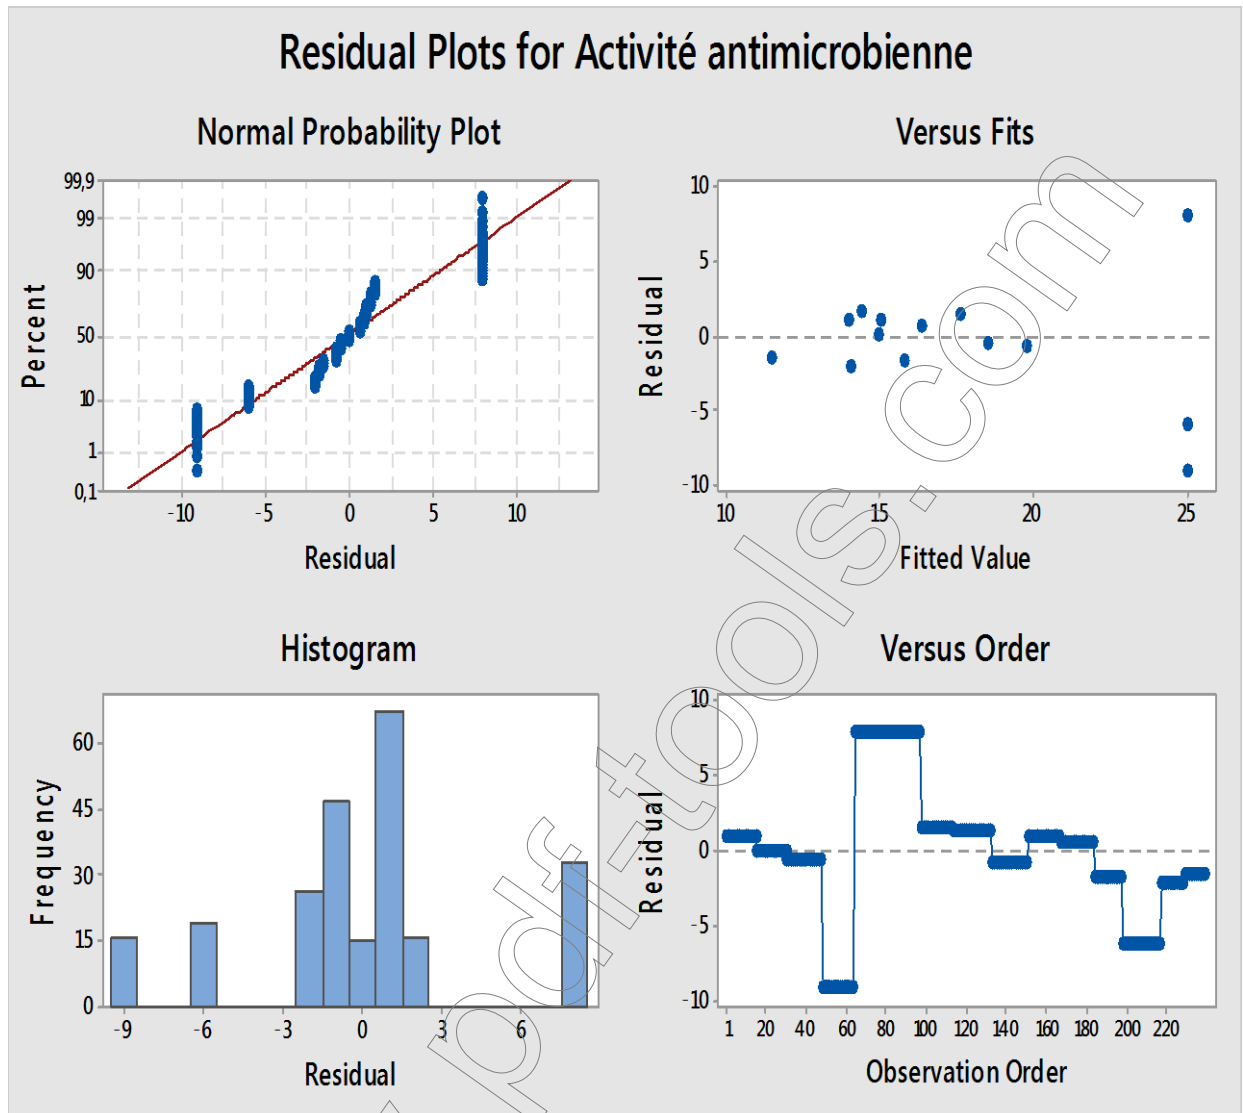 Residual Plots for Activité antimicrobienne
Normal Probability Plot
99,9
99
90
50
10
1
0,1
Percent
-10 -5 0 5 10
Residual
Versus Fits
10
5
0
-5
-10
Residual
10 15 20 25
Fitted Value
Histogram
60
45
30
15
0
Frequency
-9 -6 -3 0 3 6
Residual
Versus Order
10
5
0
-5
-10
Residual
1 20 40 60 80 100 120 140 160 180 200 220
Observation Order
pdf-tools.com